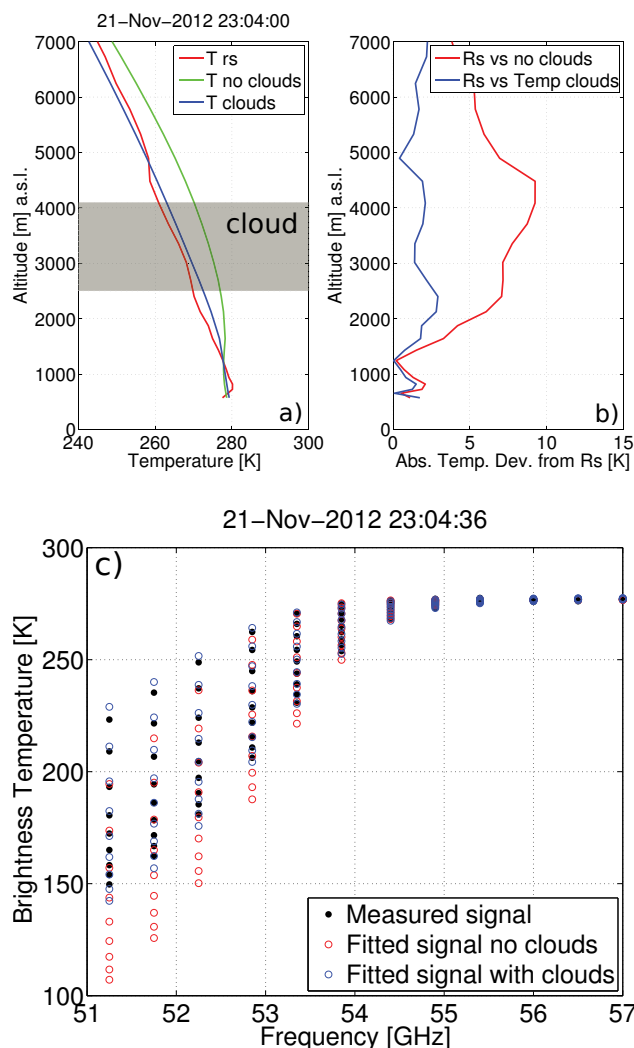 21−Nov−2012 23:04:00
7000
6000
5000
4000
3000
2000
1000
0
Altitude [m] a.s.l.
T rs
T no clouds
T clouds
cloud
a)
240 260 280 300
Temperature [K]
7000
6000
5000
4000
3000
2000
1000
0
Altitude [m] a.s.l.
Rs vs no clouds
Rs vs Temp clouds
b)
0 5 10 15
Abs. Temp. Dev. from Rs [K]
21−Nov−2012 23:04:36
c)
300
250
200
150
100
Brightness Temperature [K]
Measured signal
Fitted signal no clouds
Fitted signal with clouds
51 52 53 54 55 56 57
Frequency [GHz]